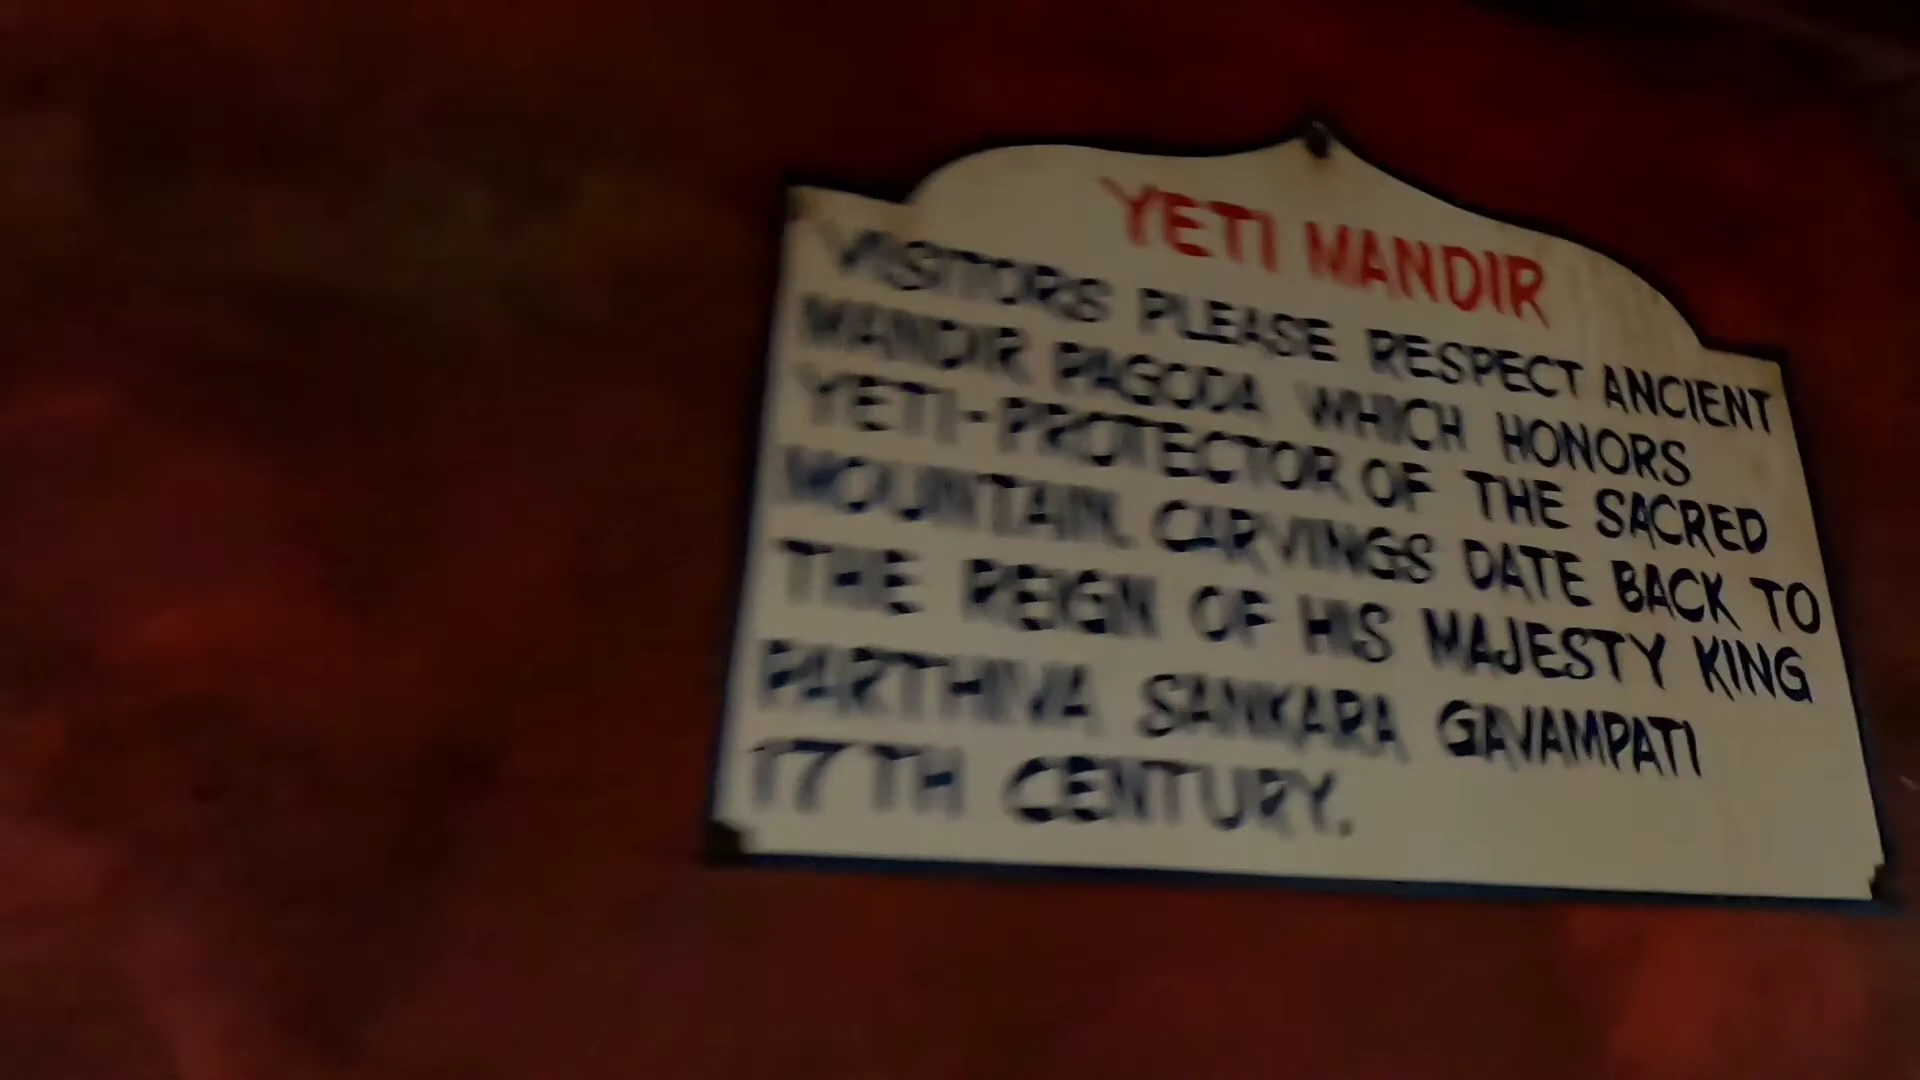 YETI MANDIR
VISITORS PLEASE RESPECT ANCIENT
MANDIR PAGODA WHICH HONORS
YETI-PROTECTOR OF THE SACRED
MOUNTAIN. CARVINGS DATE BACK TO
THE REIGN OF HIS MAJESTY KING
PARTHIVA SANKARA GAVAMPATI
17TH CENTURY.